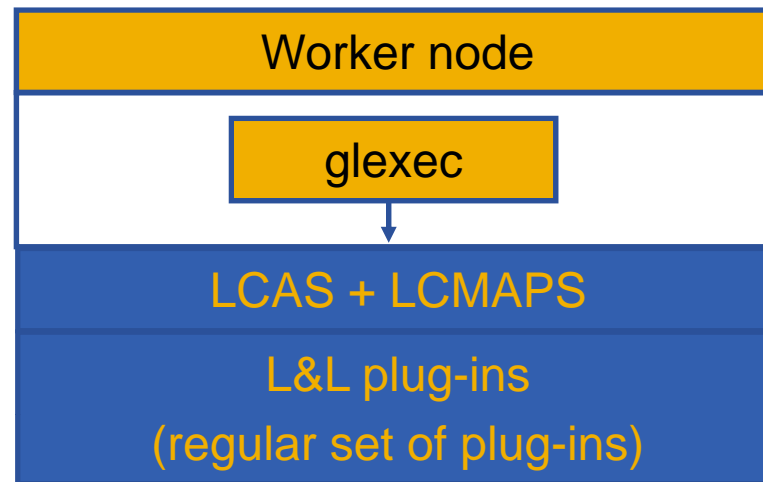 Worker node
glexec
LCAS + LCMAPS
L&L plug-ins
(regular set of plug-ins)